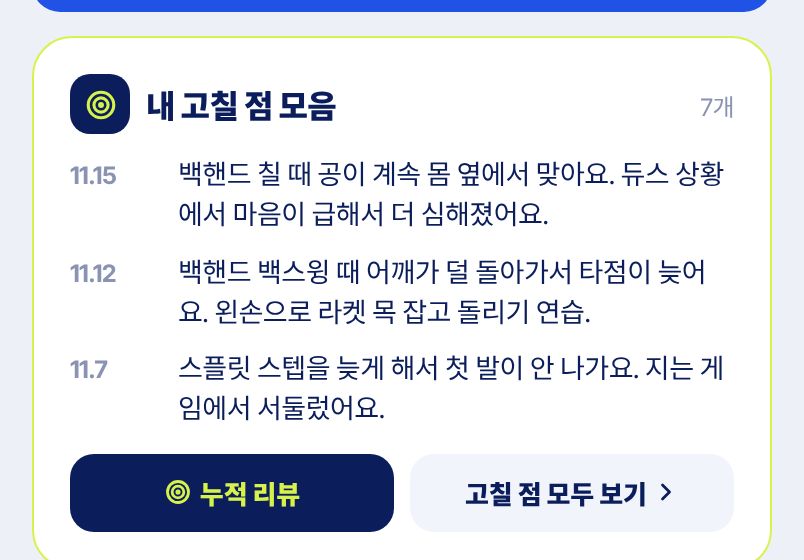 내 고칠 점 모음
7개
11.15
백핸드 칠 때 공이 계속 몸 옆에서 맞아요. 듀스 상황
에서 마음이 급해서 더 심해졌어요.
11.12
백핸드 백스윙 때 어깨가 덜 돌아가서 타점이 늦어
요. 왼손으로 라켓 목 잡고 돌리기 연습.
11.7
스플릿 스텝을 늦게 해서 첫 발이 안 나가요. 지는 게
임에서 서둘렀어요.
누적 리뷰
고칠 점 모두 보기